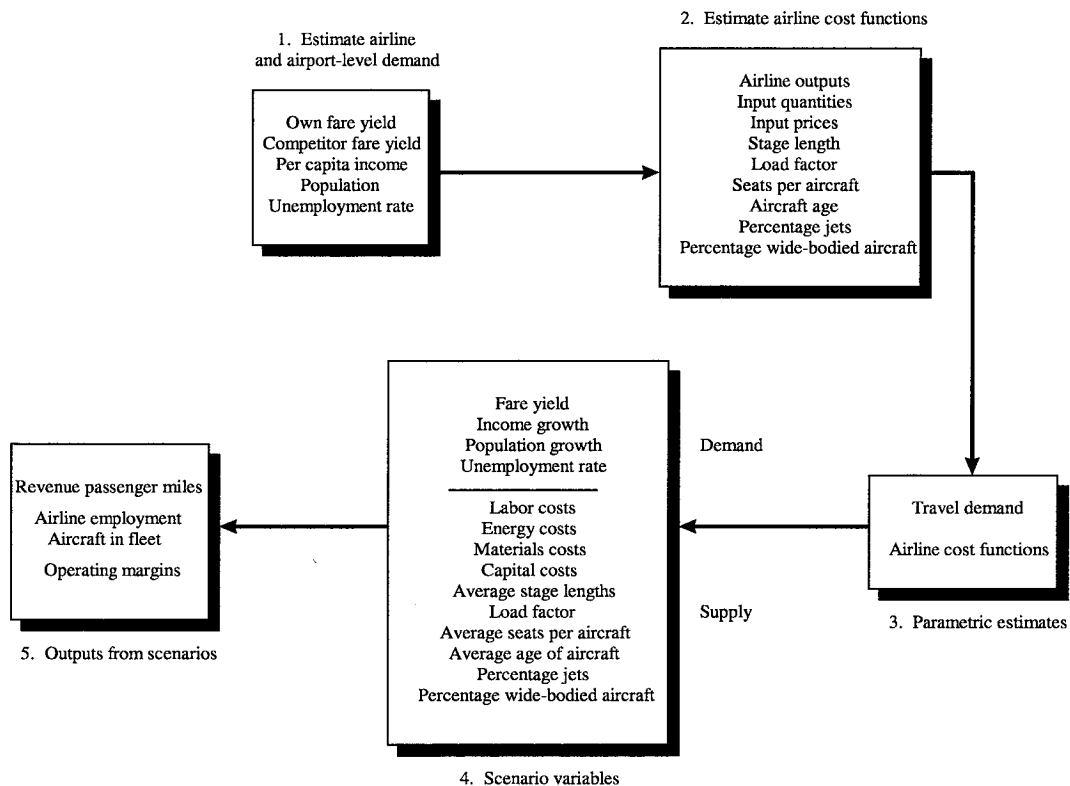 1. Estimate airline
and airport-level demand
Own fare yield
Competitor fare yield
Per capita income
Population
Unemployment rate
2. Estimate airline cost functions
Airline outputs
Input quantities
Input prices
Stage length
Load factor
Seats per aircraft
Aircraft age
Percentage jets
Percentage wide-bodied aircraft
Travel demand
Airline cost functions
3. Parametric estimates
Demand
Supply
Fare yield
Income growth
Population growth
Unemployment rate
Labor costs
Energy costs
Materials costs
Capital costs
Average stage lengths
Load factor
Average seats per aircraft
Average age of aircraft
Percentage jets
Percentage wide-bodied aircraft
4. Scenario variables
Revenue passenger miles
Airline employment
Aircraft in fleet
Operating margins
5. Outputs from scenarios